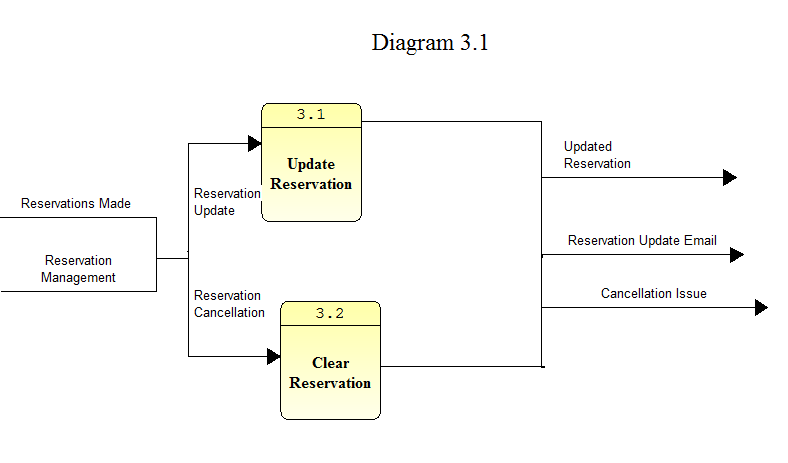 Diagram 3.1
3.1
Update
Reservation
Updated
Reservation
Reservations Made
Reservation
Update
Reservation
Management
Reservation Update Email
Reservation
Cancellation
Cancellation Issue
3.2
Clear
Reservation